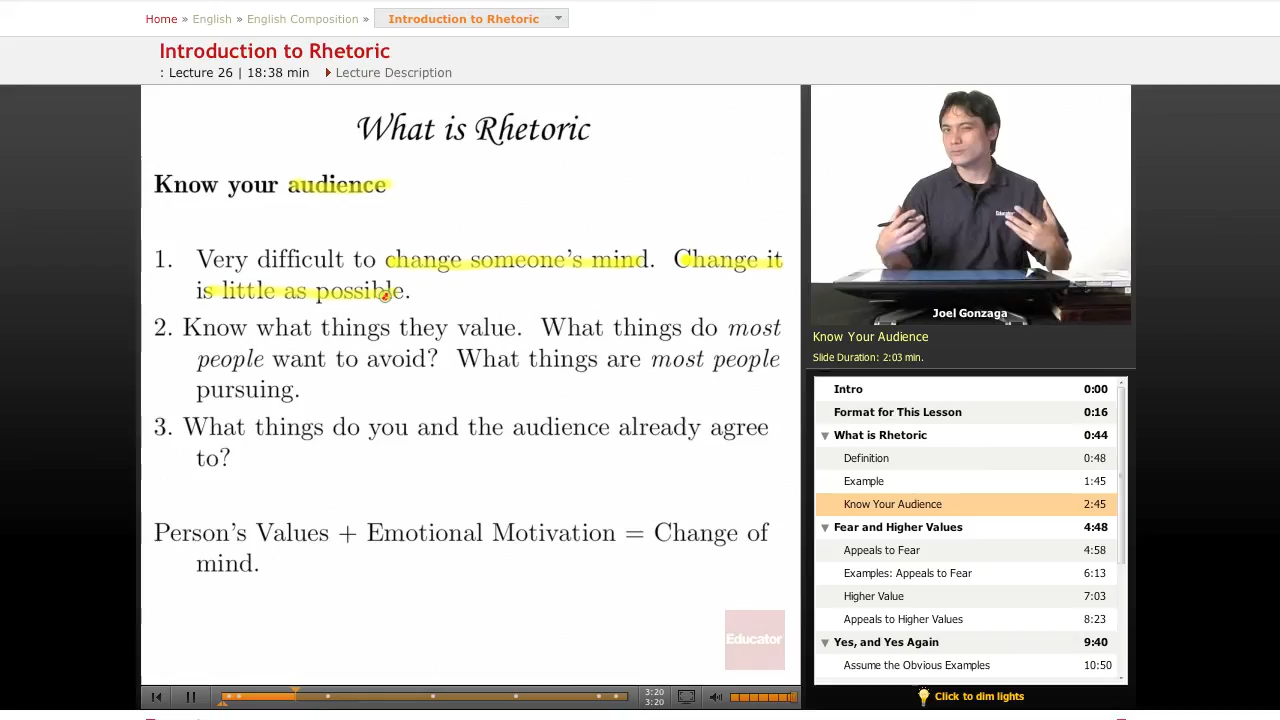 Home » English » English Composition » Introduction to Rhetoric
Introduction to Rhetoric
: Lecture 26 | 18:38 min Lecture Description
What is Rhetoric
Know your audience
1. Very difficult to change someone's mind. Change it
is little as possible.
2. Know what things they value. What things do most
people want to avoid? What things are most people
pursuing.
3. What things do you and the audience already agree
to?
Person's Values + Emotional Motivation = Change of
mind.
Educator
3:20
3:20
Educator
Joel Gonzaga
Know Your Audience
Slide Duration: 2:03 min.
Intro 0:00
Format for This Lesson 0:16
What is Rhetoric 0:44
Definition 0:48
Example 1:45
Know Your Audience 2:45
Fear and Higher Values 4:48
Appeals to Fear 4:58
Examples: Appeals to Fear 6:13
Higher Value 7:03
Appeals to Higher Values 8:23
Yes, and Yes Again 9:40
Assume the Obvious Examples 10:50
Click to dim lights